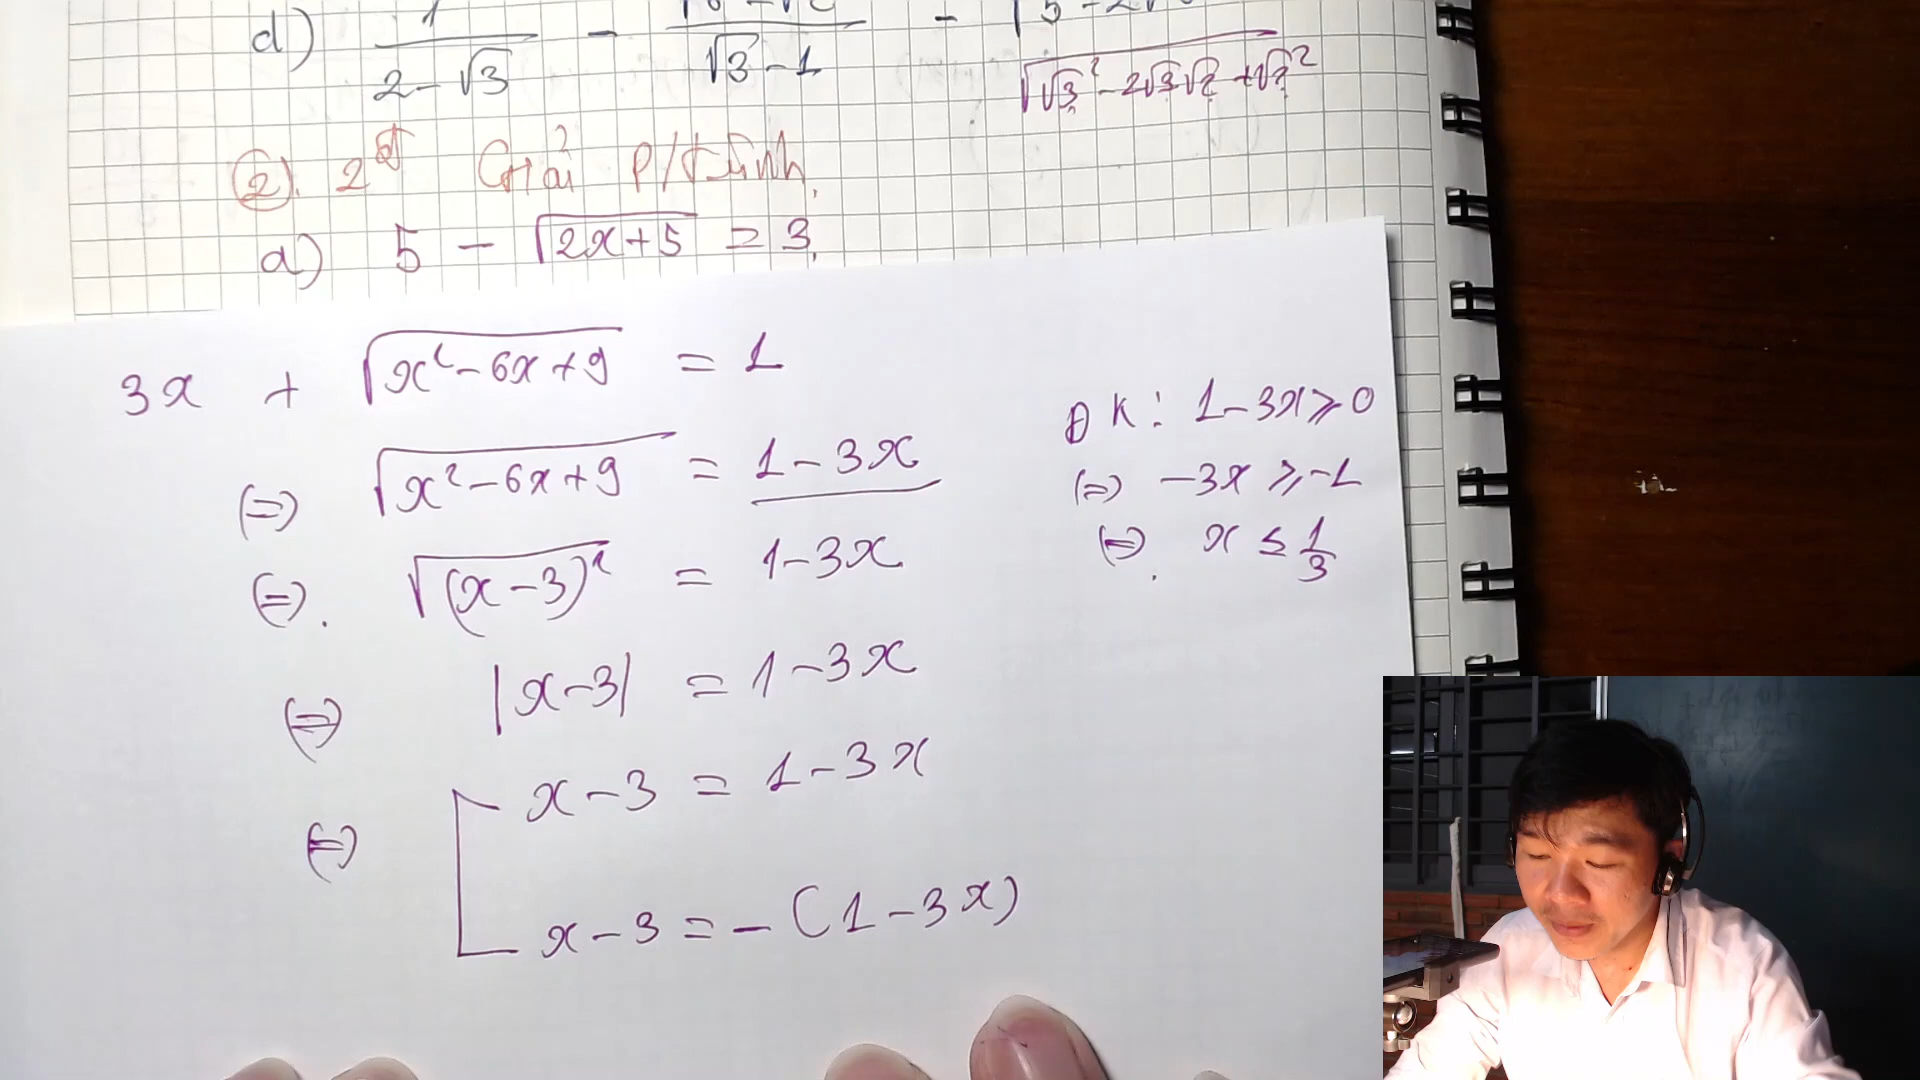 d) 1/(2-√3) - /(√3-1) - √5-2√
√(√3² - 2√3√2 + √2²)
②. 2đ Giải p/trình.
a) 5 - √(2x+5) = 3.
3x + √(x²-6x+9) = 1
(=) √(x²-6x+9) = 1-3x
(=). √((x-3)²) = 1-3x
(=) |x-3| = 1-3x
(=) [ x-3 = 1-3x
x-3 = -(1-3x)
ĐK: 1-3x ≥ 0
(=) -3x ≥ -1
(=) x ≤ 1/3